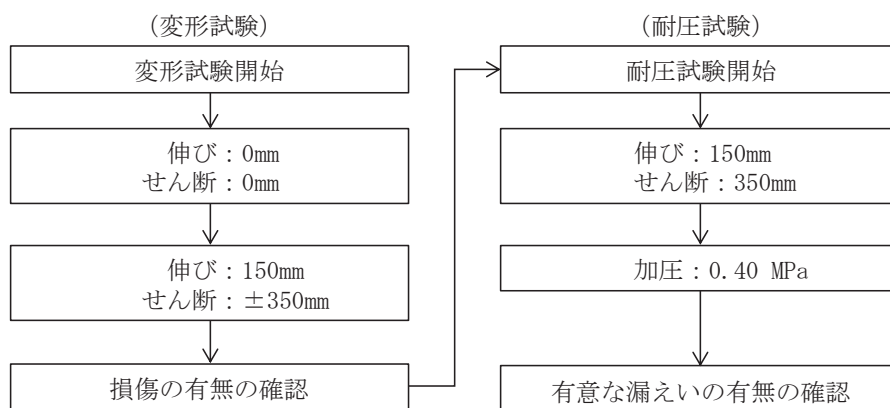 (変形試験)
変形試験開始
伸び：0mm
せん断：0mm
伸び：150mm
せん断：±350mm
損傷の有無の確認
(耐圧試験)
耐圧試験開始
伸び：150mm
せん断：350mm
加圧：0.40 MPa
有意な漏えいの有無の確認